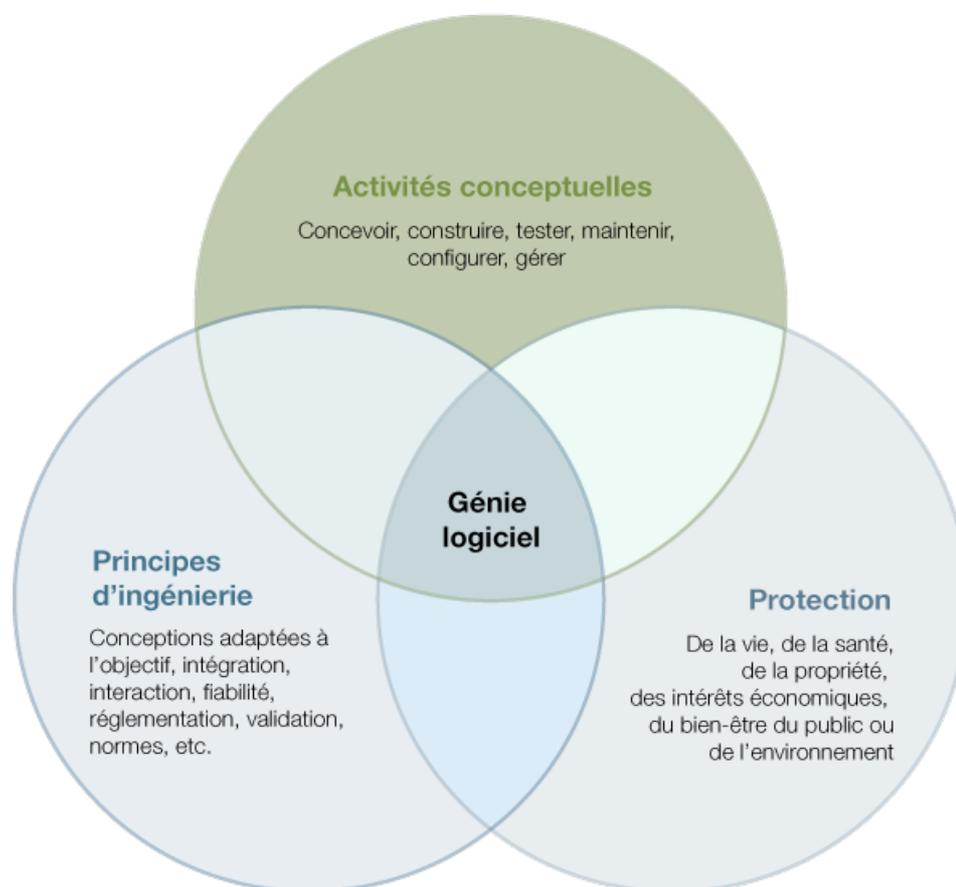 Activités conceptuelles
Concevoir, construire, tester, maintenir,
configurer, gérer
Génie
logiciel
Principes
d'ingénierie
Conceptions adaptées à
l'objectif, intégration,
interaction, fiabilité,
réglementation, validation,
normes, etc.
Protection
De la vie, de la santé,
de la propriété,
des intérêts économiques,
du bien-être du public ou
de l'environnement